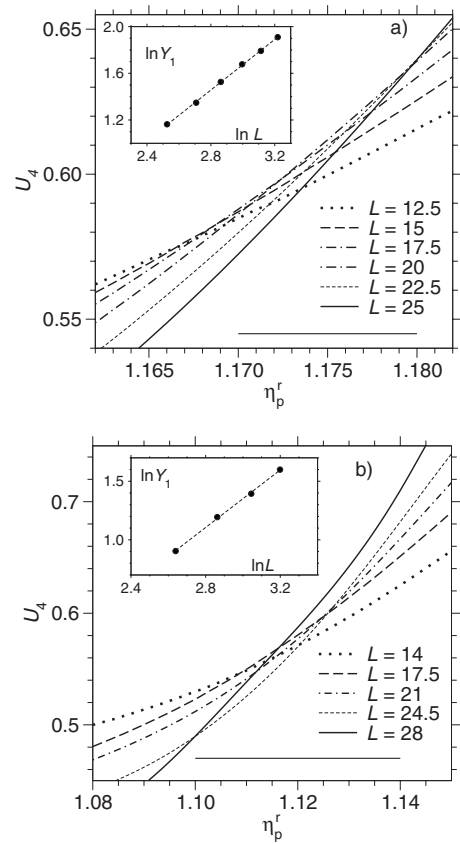 a)
0.65
0.60
0.55
U₄
ln Y₁
2.0
1.6
1.2
2.4 2.8 3.2
ln L
L = 12.5
L = 15
L = 17.5
L = 20
L = 22.5
L = 25
1.165 1.170 1.175 1.180
ηₚʳ
b)
0.7
0.6
0.5
U₄
lnY₁
1.5
1.0
2.4 2.8 3.2
lnL
L = 14
L = 17.5
L = 21
L = 24.5
L = 28
1.08 1.10 1.12 1.14
ηₚʳ